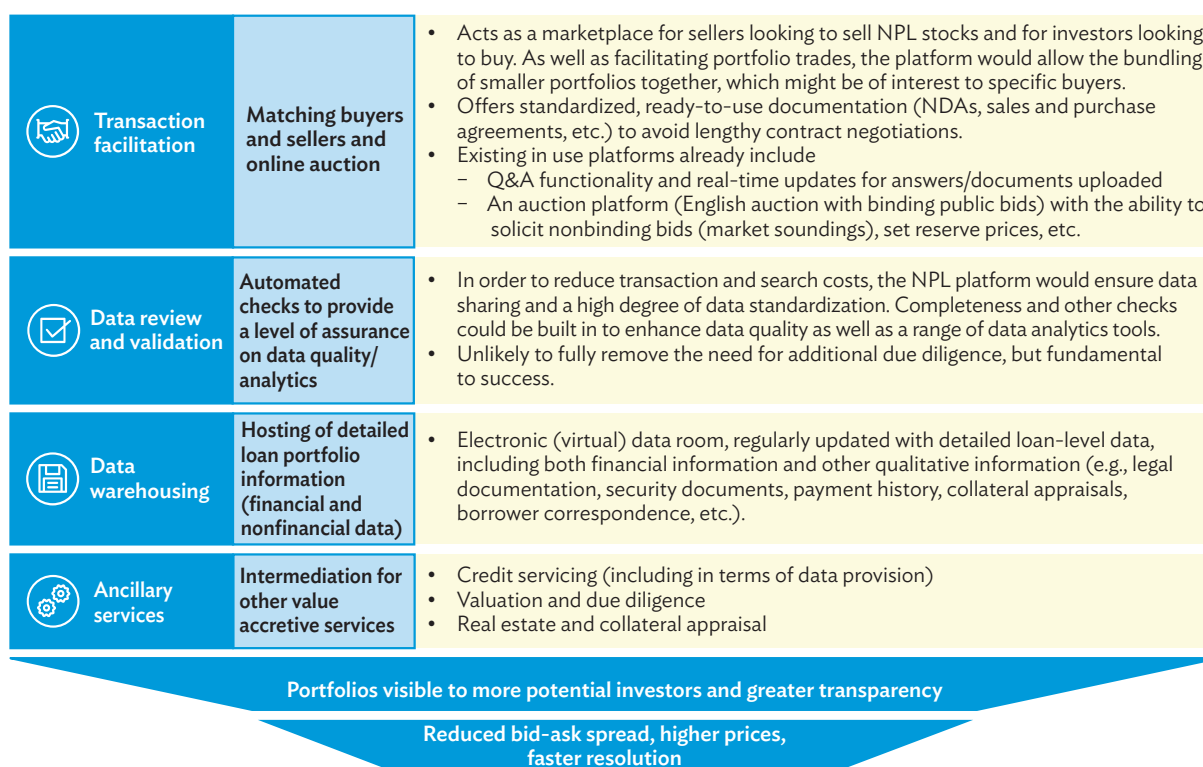 Transaction
facilitation
Matching buyers
and sellers and
online auction
• Acts as a marketplace for sellers looking to sell NPL stocks and for investors looking
to buy. As well as facilitating portfolio trades, the platform would allow the bundling
of smaller portfolios together, which might be of interest to specific buyers.
• Offers standardized, ready-to-use documentation (NDAs, sales and purchase
agreements, etc.) to avoid lengthy contract negotiations.
• Existing in use platforms already include
– Q&A functionality and real-time updates for answers/documents uploaded
– An auction platform (English auction with binding public bids) with the ability to
solicit nonbinding bids (market soundings), set reserve prices, etc.
Data review
and validation
Automated
checks to provide
a level of assurance
on data quality/
analytics
• In order to reduce transaction and search costs, the NPL platform would ensure data
sharing and a high degree of data standardization. Completeness and other checks
could be built in to enhance data quality as well as a range of data analytics tools.
• Unlikely to fully remove the need for additional due diligence, but fundamental
to success.
Data
warehousing
Hosting of detailed
loan portfolio
information
(financial and
nonfinancial data)
• Electronic (virtual) data room, regularly updated with detailed loan-level data,
including both financial information and other qualitative information (e.g., legal
documentation, security documents, payment history, collateral appraisals,
borrower correspondence, etc.).
Ancillary
services
Intermediation for
other value
accretive services
• Credit servicing (including in terms of data provision)
• Valuation and due diligence
• Real estate and collateral appraisal
Portfolios visible to more potential investors and greater transparency
Reduced bid-ask spread, higher prices,
faster resolution